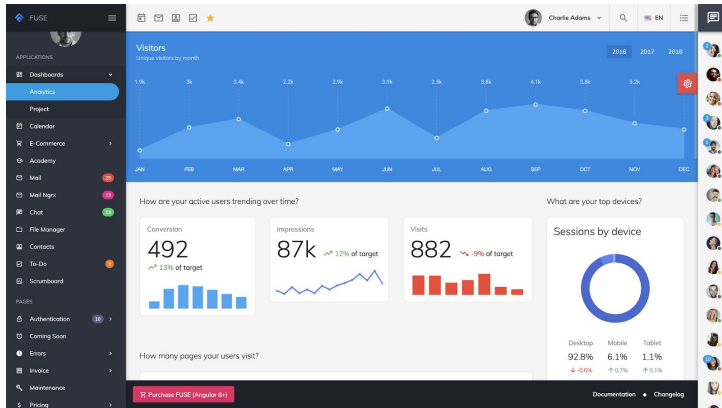 FUSE
Charlie Adams
EN
APPLICATIONS
Dashboards
Analytics
Project
Calendar
E-Commerce
Academy
Mail 25
Mail Ngrx 13
Chat 13
File Manager
Contacts
To-Do 3
Scrumboard
PAGES
Authentication 10
Coming Soon
Errors
Invoice
Maintenance
$ Pricing
Visitors
Unique visitors by month
2016 2017 2018
1.9k 3k 3.4k 2.2k 2.9k 3.9k 2.5k 3.8k 4.1k 3.8k 3.2k
JAN FEB MAR APR MAY JUN JUL AUG SEP OCT NOV DEC
How are your active users trending over time?
What are your top devices?
Conversion
492
13% of target
Impressions
87k 12% of target
Visits
882 -9% of target
Sessions by device
Desktop Mobile Tablet
92.8% 6.1% 1.1%
-0.6% 0.7% 0.1%
How many pages your users visit?
Purchase FUSE (Angular 8+)
Documentation • Changelog
10